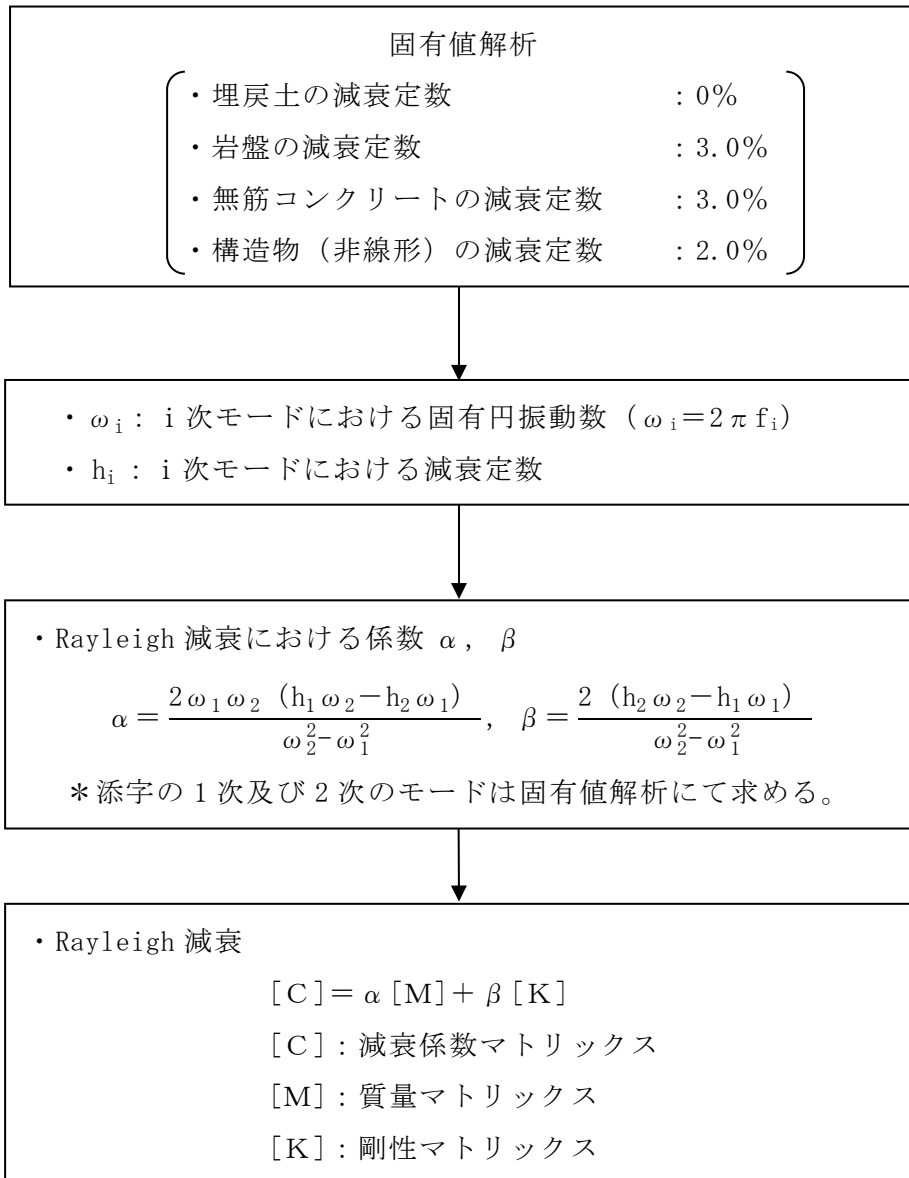 固有値解析
・埋戻土の減衰定数 :0%
・岩盤の減衰定数 :3.0%
・無筋コンクリートの減衰定数 :3.0%
・構造物（非線形）の減衰定数 :2.0%
・ω_i: i次モードにおける固有円振動数（ω_i＝2πf_i）
・h_i: i次モードにおける減衰定数
・Rayleigh減衰における係数 α，β
α＝2ω_1ω_2（h_1ω_2－h_2ω_1）/ω_2^2－ω_1^2，β＝2（h_2ω_2－h_1ω_1）/ω_2^2－ω_1^2
＊添字の1次及び2次のモードは固有値解析にて求める。
・Rayleigh減衰
[C]＝α[M]＋β[K]
[C]:減衰係数マトリックス
[M]:質量マトリックス
[K]:剛性マトリックス